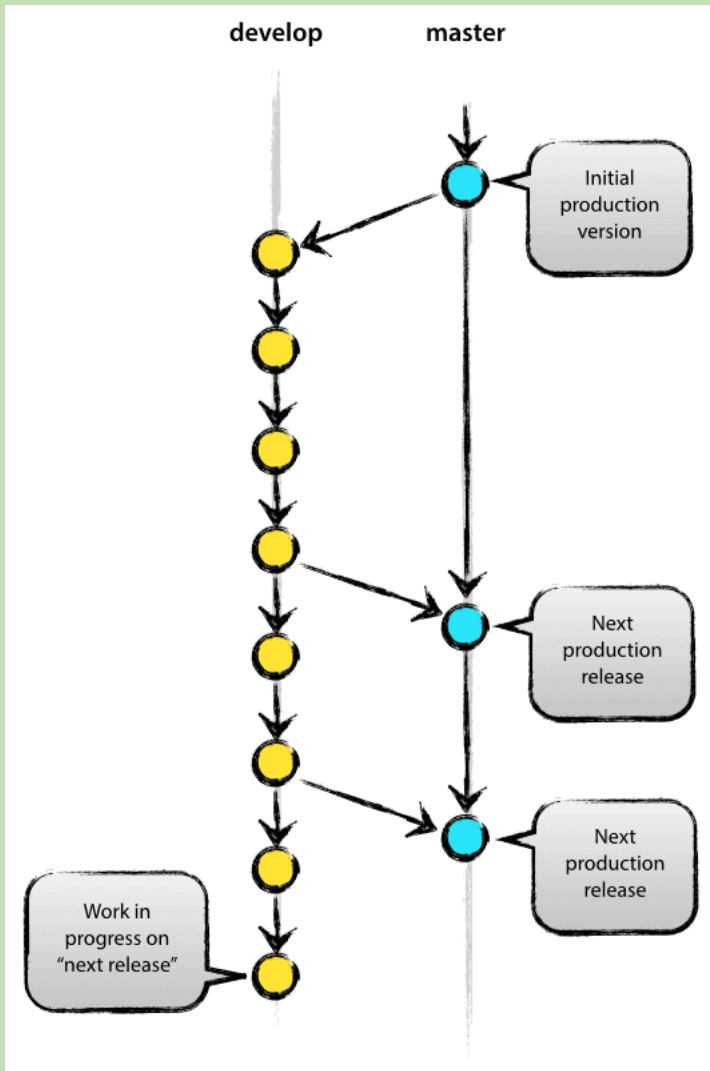 develop
master
Initial
production
version
Next
production
release
Next
production
release
Work in
progress on
“next release”